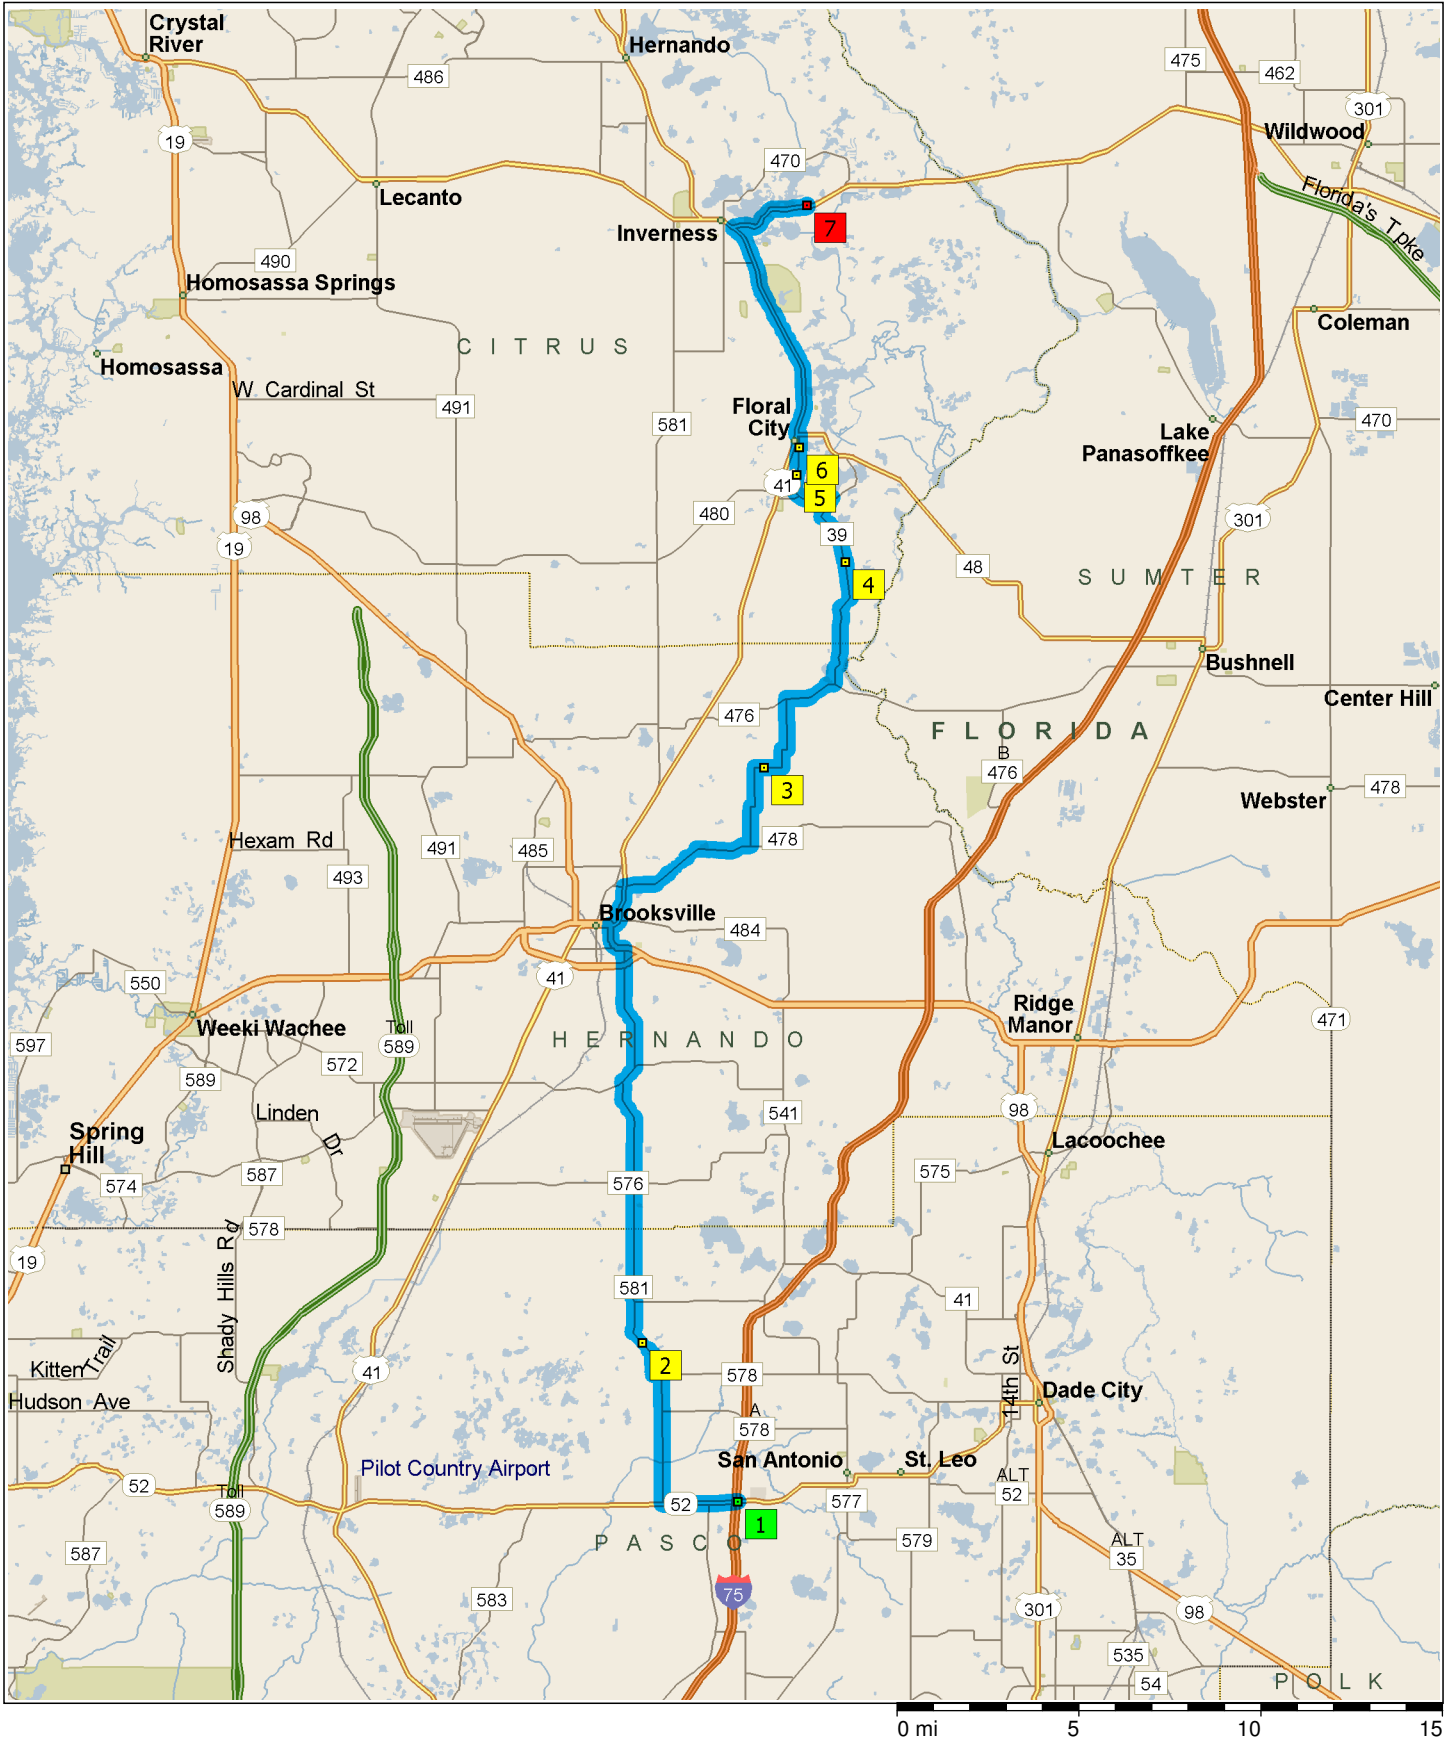 Crystal
River
Hernando
475
462
486
301
19
Wildwood
470
Lecanto
Florida's Tpke
7
Inverness
490
Homosassa Springs
Coleman
CITRUS
Homosassa
W. Cardinal St
491
Floral
City
581
470
Lake
Panasoffkee
6
41
5
480
98
301
39
19
48
4
SUMTER
Bushnell
Center Hill
476
FLORIDA
B
476
3
478
Webster
Hexam Rd
478
491
485
493
Brooksville
484
41
550
Ridge
Manor
Weeki Wachee
471
Toll
589
HERNANDO
597
572
589
98
Linden Dr
541
Spring
Hill
Lacoochee
575
587
576
574
578
Shady Hills Rd
19
581
41
Kitten Trail
2
41
578
14th St
Dade City
Hudson Ave
A
578
San Antonio
St. Leo
Pilot Country Airport
ALT
52
52
Toll
589
52
577
1
PASCO
579
587
ALT
35
75
583
301
98
535
54
POLK
0 mi
5
10
15